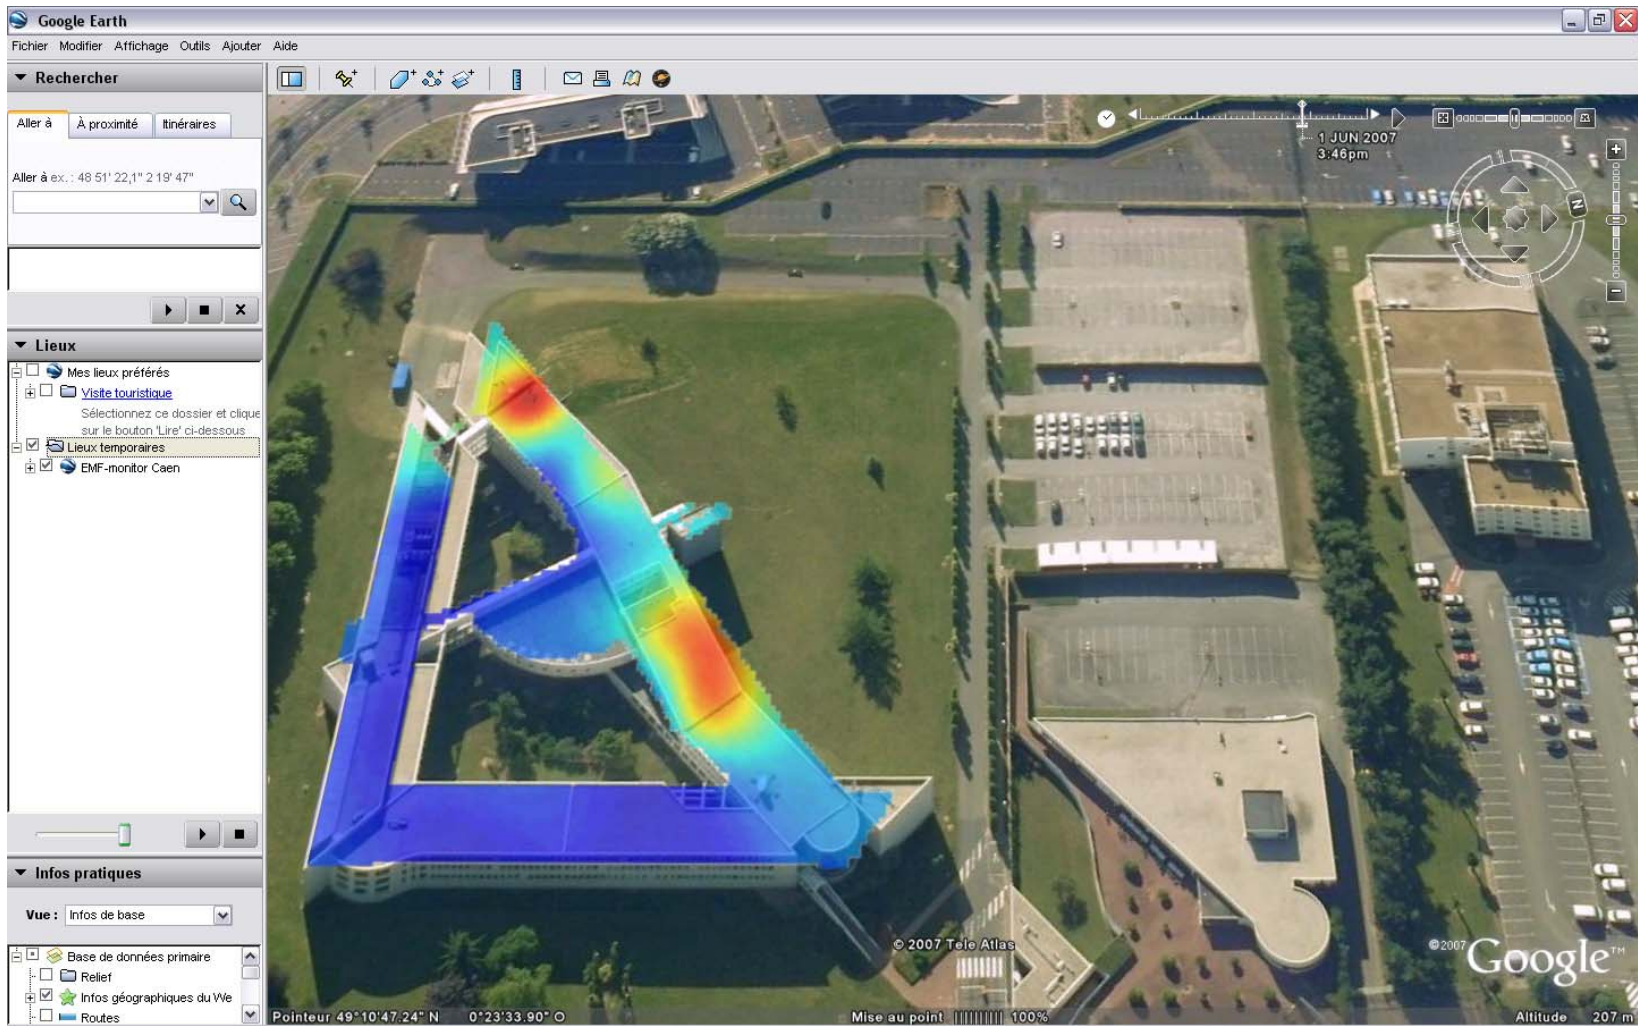 Google Earth
Fichier Modifier Affichage Outils Ajouter Aide
Rechercher
Aller à À proximité Itinéraires
Aller à ex. : 48 51' 22,1" 2 19' 47"
1 JUN 2007
3:46pm
N
Lieux
Mes lieux préférés
Visite touristique
Sélectionnez ce dossier et clique
sur le bouton 'Lire' ci-dessous
Lieux temporaires
EMF-monitor Caen
Infos pratiques
Vue : Infos de base
Base de données primaire
Relief
Infos géographiques du We
Routes
© 2007 Tele Atlas
©2007 Google™
Pointeur 49°10'47.24" N 0°23'33.90" O Mise au point |||||||||| 100% Altitude 207 m